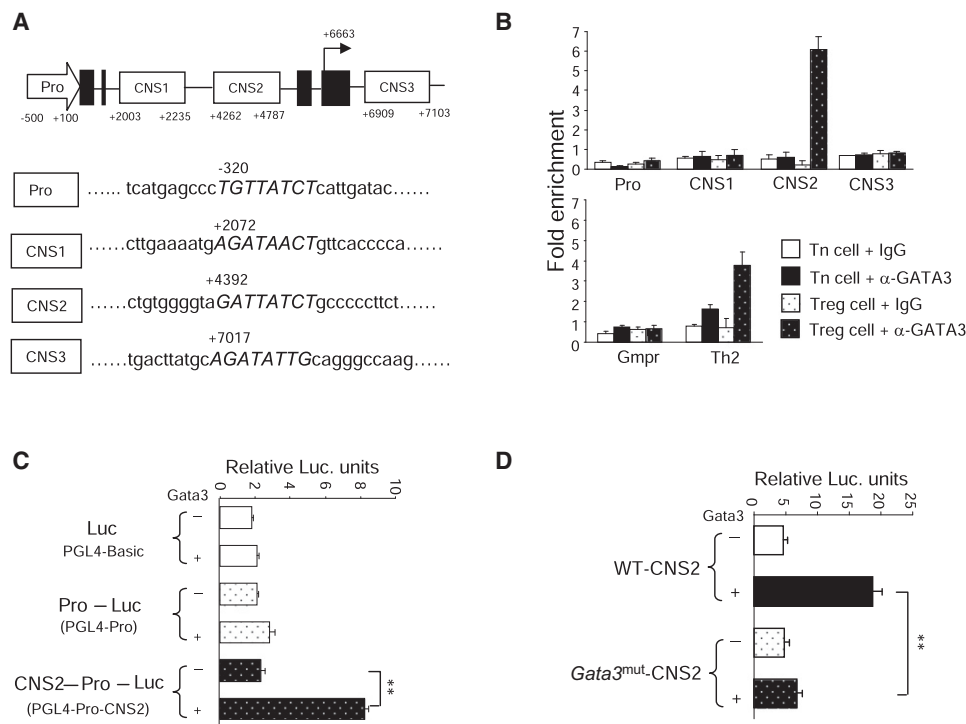 A
+6663
Pro
CNS1
CNS2
CNS3
-500
+100
+2003
+2235
+4262
+4787
+6909
+7103
-320
Pro
...... tcatgagcccTGTTATCTcattgatac......
+2072
CNS1
......cttgaaaatgAGATAACTgttcacccca......
+4392
CNS2
......ctgtggggtaGATTATCTgcccccttct......
+7017
CNS3
......tgacttatgcAGATATTGcagggccaag......
B
Fold enrichment
7
6
5
4
3
2
1
0
Pro
CNS1
CNS2
CNS3
7
6
5
4
3
2
1
0
Gmpr
Th2
Tn cell + IgG
Tn cell + α-GATA3
Treg cell + IgG
Treg cell + α-GATA3
C
Relative Luc. units
0 2 4 6 8 10
Gata3
Luc
PGL4-Basic
−
+
Pro – Luc
(PGL4-Pro)
−
+
CNS2–Pro – Luc
(PGL4-Pro-CNS2)
−
+
**
D
Relative Luc. units
0 5 10 15 20 25
Gata3
WT-CNS2
−
+
Gata3mut-CNS2
−
+
**